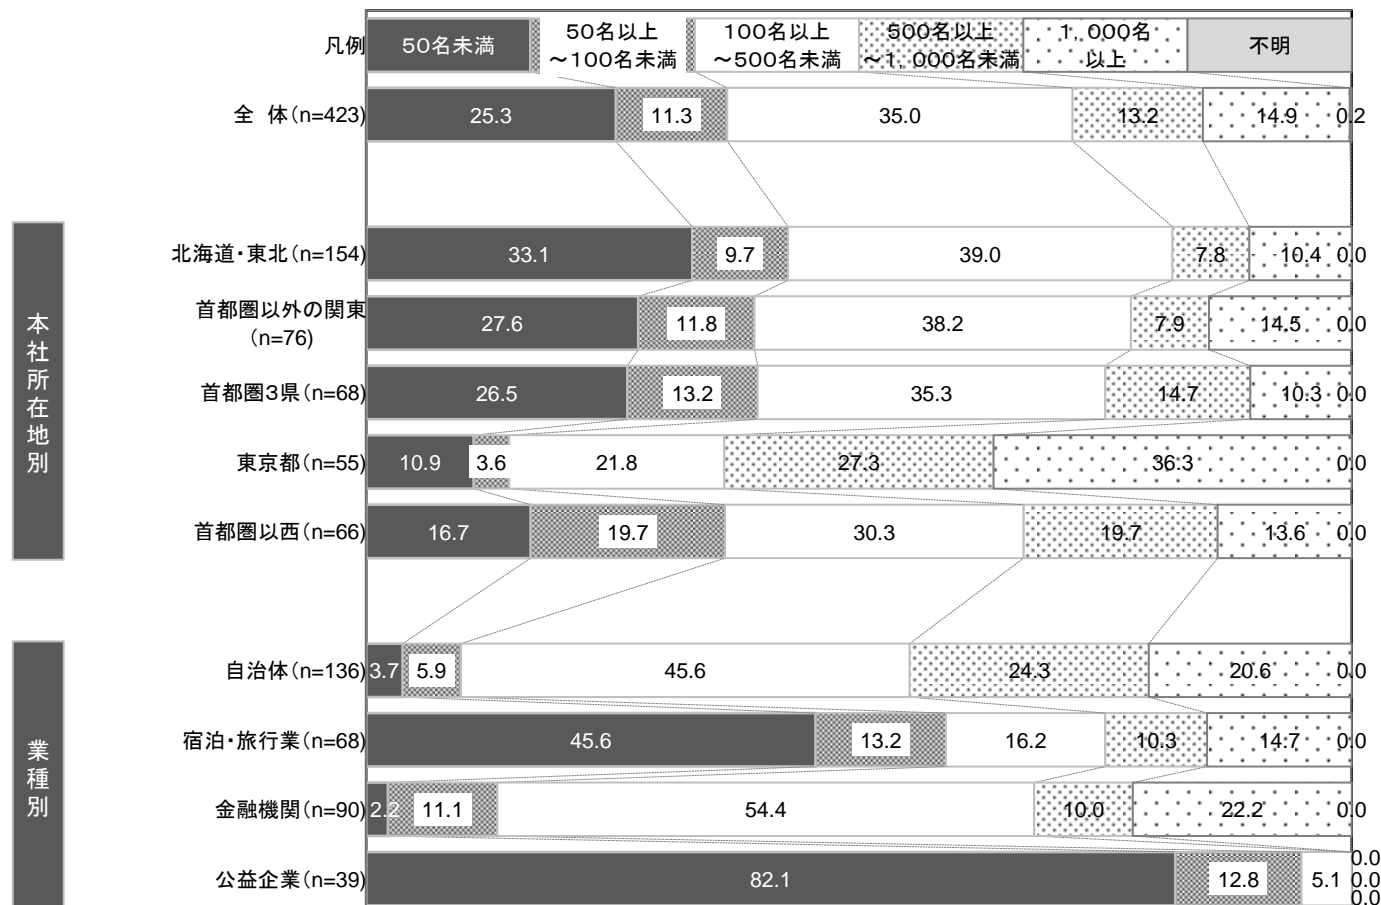 凡例
50名未満
50名以上
～100名未満
100名以上
～500名未満
500名以上
～1，000名未満
1，000名
以上
不明
全 体(n=423) 25.3 11.3 35.0 13.2 14.9 0.2
本社所在地別
北海道・東北(n=154) 33.1 9.7 39.0 7.8 10.4 0.0
首都圏以外の関東
(n=76) 27.6 11.8 38.2 7.9 14.5 0.0
首都圏3県(n=68) 26.5 13.2 35.3 14.7 10.3 0.0
東京都(n=55) 10.9 3.6 21.8 27.3 36.3 0.0
首都圏以西(n=66) 16.7 19.7 30.3 19.7 13.6 0.0
業種別
自治体(n=136) 3.7 5.9 45.6 24.3 20.6 0.0
宿泊・旅行業(n=68) 45.6 13.2 16.2 10.3 14.7 0.0
金融機関(n=90) 2.2 11.1 54.4 10.0 22.2 0.0
公益企業(n=39) 82.1 12.8 5.1 0.0
0.0
0.0